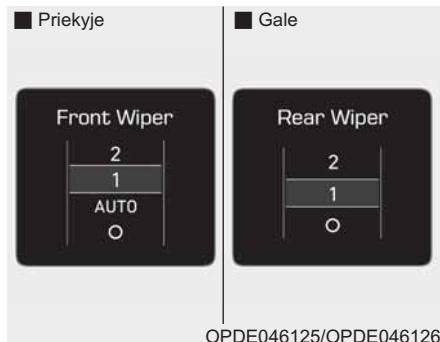 ■ Priekyje
■ Gale
Front Wiper
2
1
AUTO
O
Rear Wiper
2
1
O
OPDE046125/OPDE046126